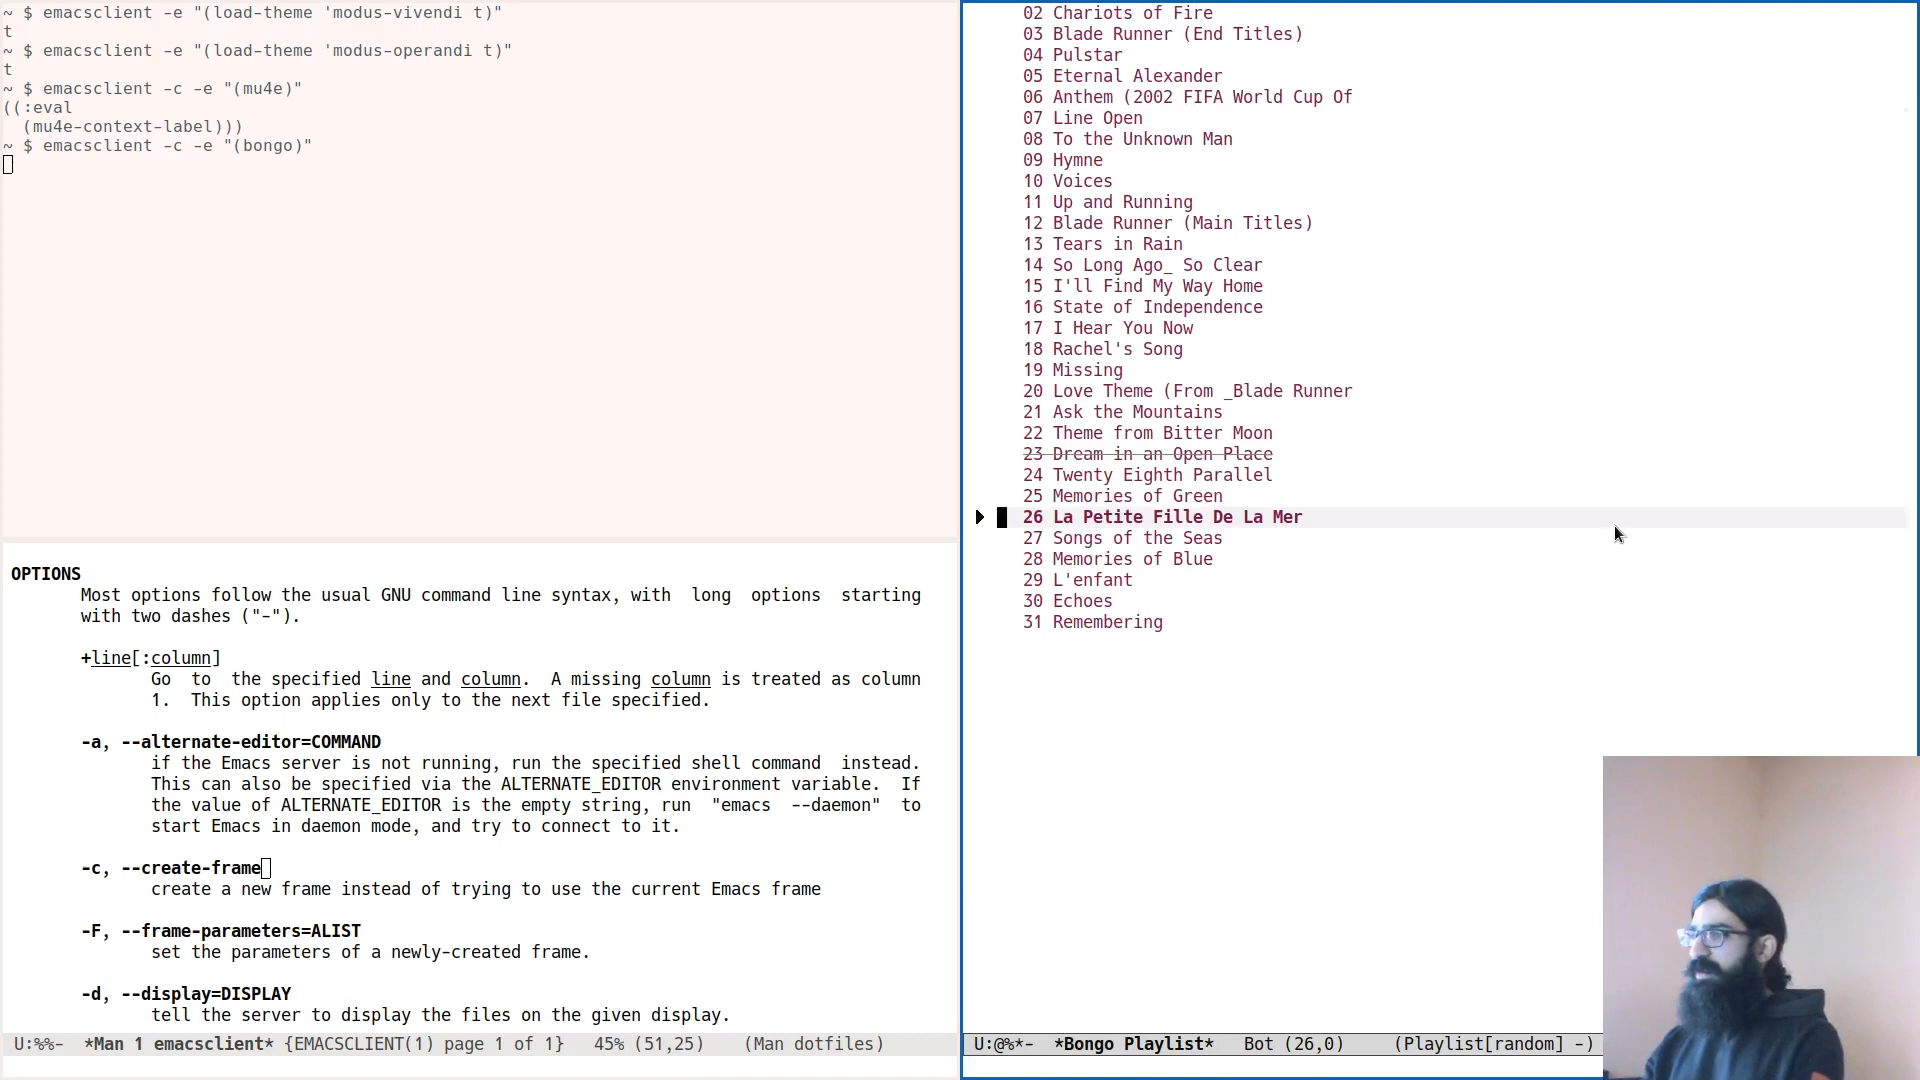 ~ $ emacsclient -e "(load-theme 'modus-vivendi t)"
t
~ $ emacsclient -e "(load-theme 'modus-operandi t)"
t
~ $ emacsclient -c -e "(mu4e)"
((:eval
  (mu4e-context-label)))
~ $ emacsclient -c -e "(bongo)"
OPTIONS
Most options follow the usual GNU command line syntax, with  long  options  starting
with two dashes ("-").
+line[:column]
Go  to  the specified line and column.  A missing column is treated as column
1.  This option applies only to the next file specified.
-a, --alternate-editor=COMMAND
if the Emacs server is not running, run the specified shell command  instead.
This can also be specified via the ALTERNATE_EDITOR environment variable.  If
the value of ALTERNATE_EDITOR is the empty string, run  "emacs  --daemon"  to
start Emacs in daemon mode, and try to connect to it.
-c, --create-frame
create a new frame instead of trying to use the current Emacs frame
-F, --frame-parameters=ALIST
set the parameters of a newly-created frame.
-d, --display=DISPLAY
tell the server to display the files on the given display.
U:%%-  *Man 1 emacsclient* {EMACSCLIENT(1) page 1 of 1}   45% (51,25)    (Man dotfiles)
02 Chariots of Fire
03 Blade Runner (End Titles)
04 Pulstar
05 Eternal Alexander
06 Anthem (2002 FIFA World Cup Of
07 Line Open
08 To the Unknown Man
09 Hymne
10 Voices
11 Up and Running
12 Blade Runner (Main Titles)
13 Tears in Rain
14 So Long Ago_ So Clear
15 I'll Find My Way Home
16 State of Independence
17 I Hear You Now
18 Rachel's Song
19 Missing
20 Love Theme (From _Blade Runner
21 Ask the Mountains
22 Theme from Bitter Moon
23 Dream in an Open Place
24 Twenty Eighth Parallel
25 Memories of Green
26 La Petite Fille De La Mer
27 Songs of the Seas
28 Memories of Blue
29 L'enfant
30 Echoes
31 Remembering
U:@%*-  *Bongo Playlist*   Bot (26,0)     (Playlist[random] -)